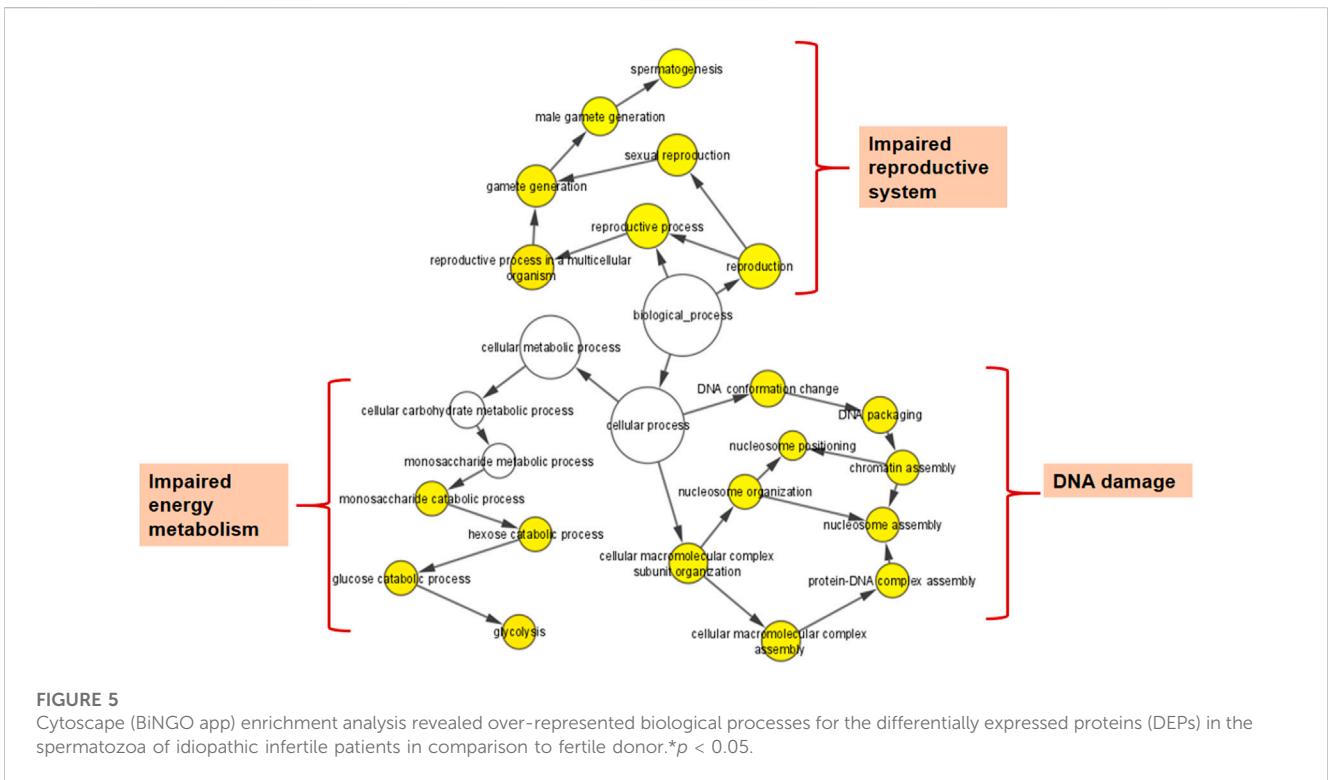 spermatogenesis
male gamete generation
sexual reproduction
gamete generation
reproductive process
reproductive process in a multicellular
organism
reproduction
biological_process
Impaired
reproductive
system
cellular metabolic process
cellular carbohydrate metabolic process
monosaccharide metabolic process
monosaccharide catabolic process
hexose catabolic process
glucose catabolic process
glycolysis
Impaired
energy
metabolism
cellular process
DNA conformation change
DNA packaging
nucleosome positioning
chromatin assembly
nucleosome organization
nucleosome assembly
cellular macromolecular complex
subunit organization
protein-DNA complex assembly
cellular macromolecular complex
assembly
DNA damage
FIGURE 5
Cytoscape (BiNGO app) enrichment analysis revealed over-represented biological processes for the differentially expressed proteins (DEPs) in the
spermatozoa of idiopathic infertile patients in comparison to fertile donor.*p < 0.05.